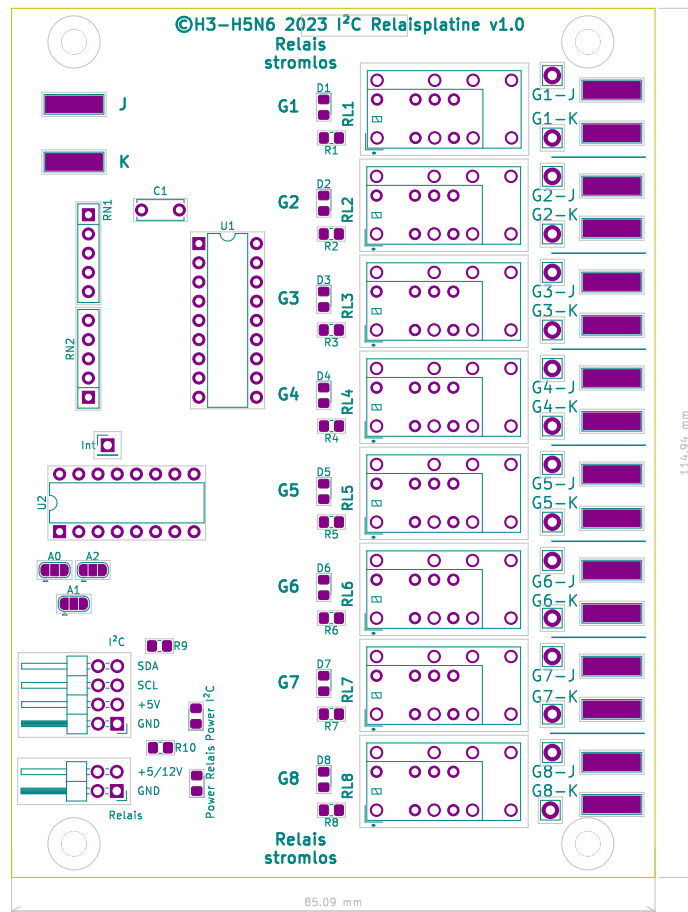 ©H3-H5N6 2023 I²C Relaisplatine v1.0
Relais
stromlos
J
K
C1
RN1
U1
RN2
Int
U2
A0
A2
A1
I²C
R9
SDA
SCL
+5V
GND
Power I²C
R10
+5/12V
GND
Relais
Power Relais
G1
D1
RL1
R1
G1-J
G1-K
G2
D2
RL2
R2
G2-J
G2-K
G3
D3
RL3
R3
G3-J
G3-K
G4
D4
RL4
R4
G4-J
G4-K
G5
D5
RL5
R5
G5-J
G5-K
G6
D6
RL6
R6
G6-J
G6-K
G7
D7
RL7
R7
G7-J
G7-K
G8
D8
RL8
R8
G8-J
G8-K
Relais
stromlos
114.94 mm
85.09 mm